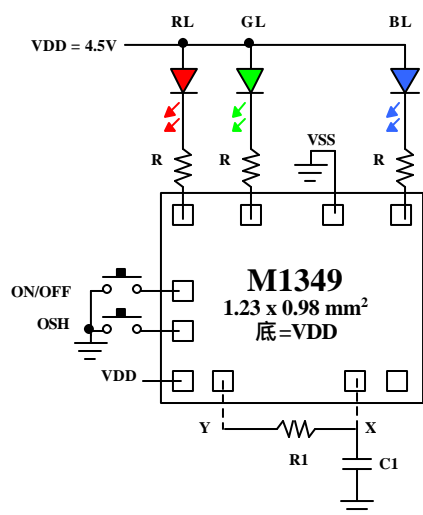 RL GL BL
VDD = 4.5V
VSS
R R R
M1349
1.23 x 0.98 mm²
底=VDD
ON/OFF
OSH
VDD
Y X
R1 C1